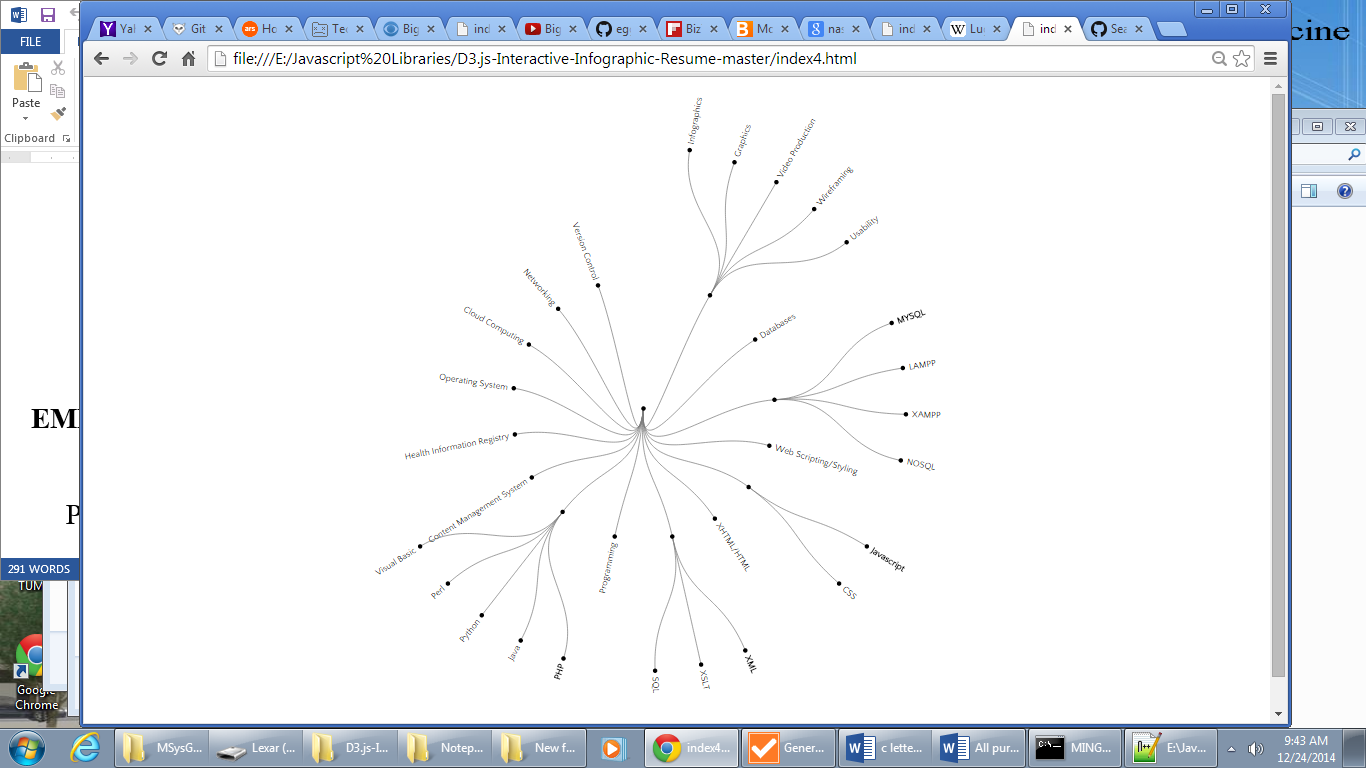 Yal
Git
Ho
Tec
Big
ind
Big
eg
Biz
Mo
nas
ind
Luc
ind
Sea
cine
FILE
file:///E:/Javascript%20Libraries/D3.js-Interactive-Infographic-Resume-master/index4.html
Paste
Clipboard
Infographics
Graphics
Video Production
Wireframing
Usability
Version Control
Networking
Cloud Computing
Operating System
Health Information Registry
Content Management System
Databases
MYSQL
LAMPP
XAMPP
NOSQL
Web Scripting/Styling
Javascript
CSS
XHTML/HTML
XML
XSLT
SQL
Programming
PHP
Java
Python
Perl
Visual Basic
P
291 WORDS
TUM
Google
Chrome
MSysG...
Lexar (...
D3.js-I...
Notep...
New f...
index4...
Gener...
c lette...
All pur...
MING...
E:\Jav...
9:43 AM
12/24/2014